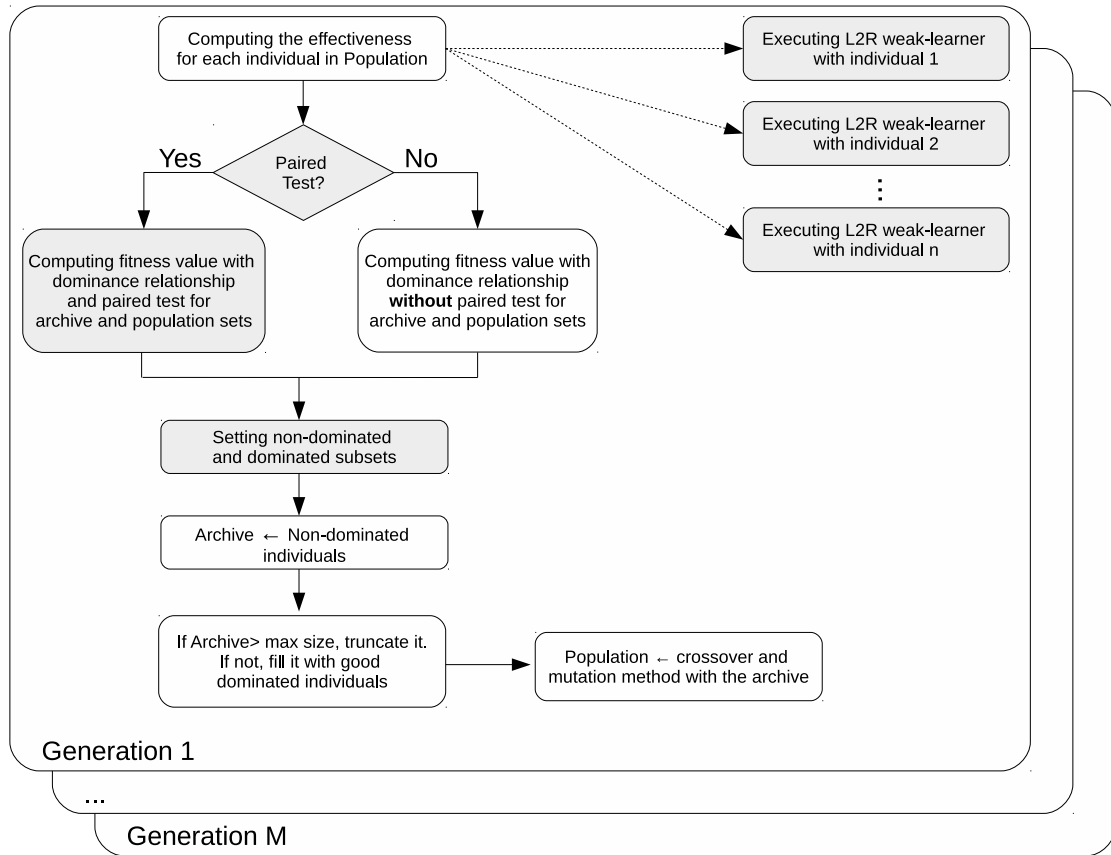 Computing the effectiveness
for each individual in Population
Executing L2R weak-learner
with individual 1
Executing L2R weak-learner
with individual 2
...
Executing L2R weak-learner
with individual n
Yes
Paired
Test?
No
Computing fitness value with
dominance relationship
and paired test for
archive and population sets
Computing fitness value with
dominance relationship
without paired test for
archive and population sets
Setting non-dominated
and dominated subsets
Archive ← Non-dominated
individuals
If Archive> max size, truncate it.
If not, fill it with good
dominated individuals
Population ← crossover and
mutation method with the archive
Generation 1
...
Generation M